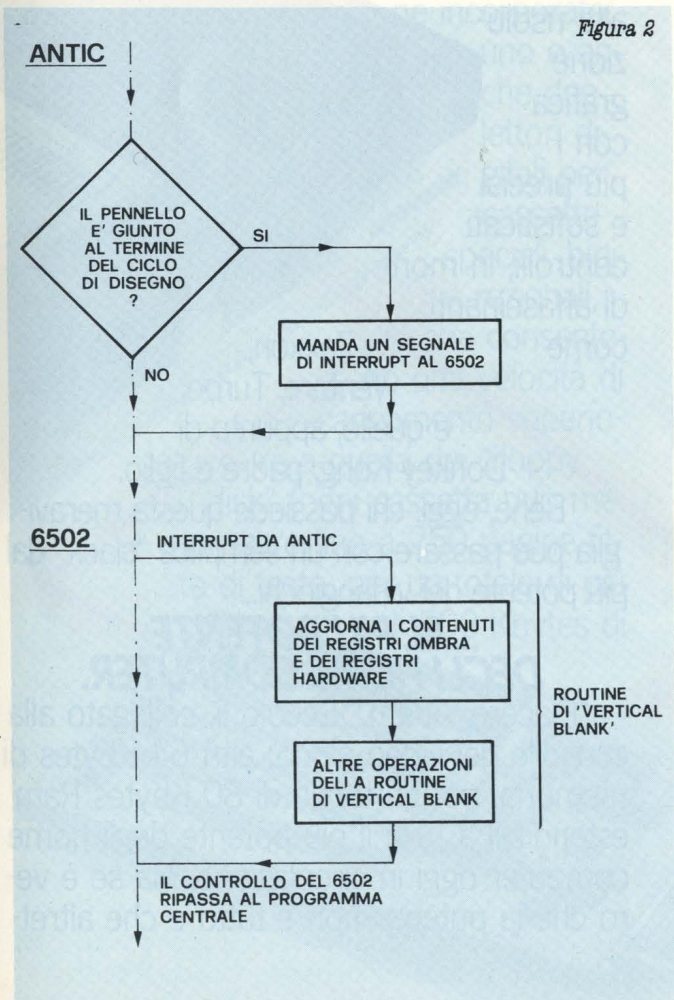 Figura 2
ANTIC
IL PENNELLO
E' GIUNTO
AL TERMINE
DEL CICLO
DI DISEGNO
?
SI
NO
MANDA UN SEGNALE
DI INTERRUPT AL 6502
6502
INTERRUPT DA ANTIC
AGGIORNA I CONTENUTI
DEI REGISTRI OMBRA
E DEI REGISTRI
HARDWARE
ALTRE OPERAZIONI
DELLA ROUTINE
DI VERTICAL BLANK
ROUTINE
DI 'VERTICAL
BLANK'
IL CONTROLLO DEL 6502
RIPASSA AL PROGRAMMA
CENTRALE